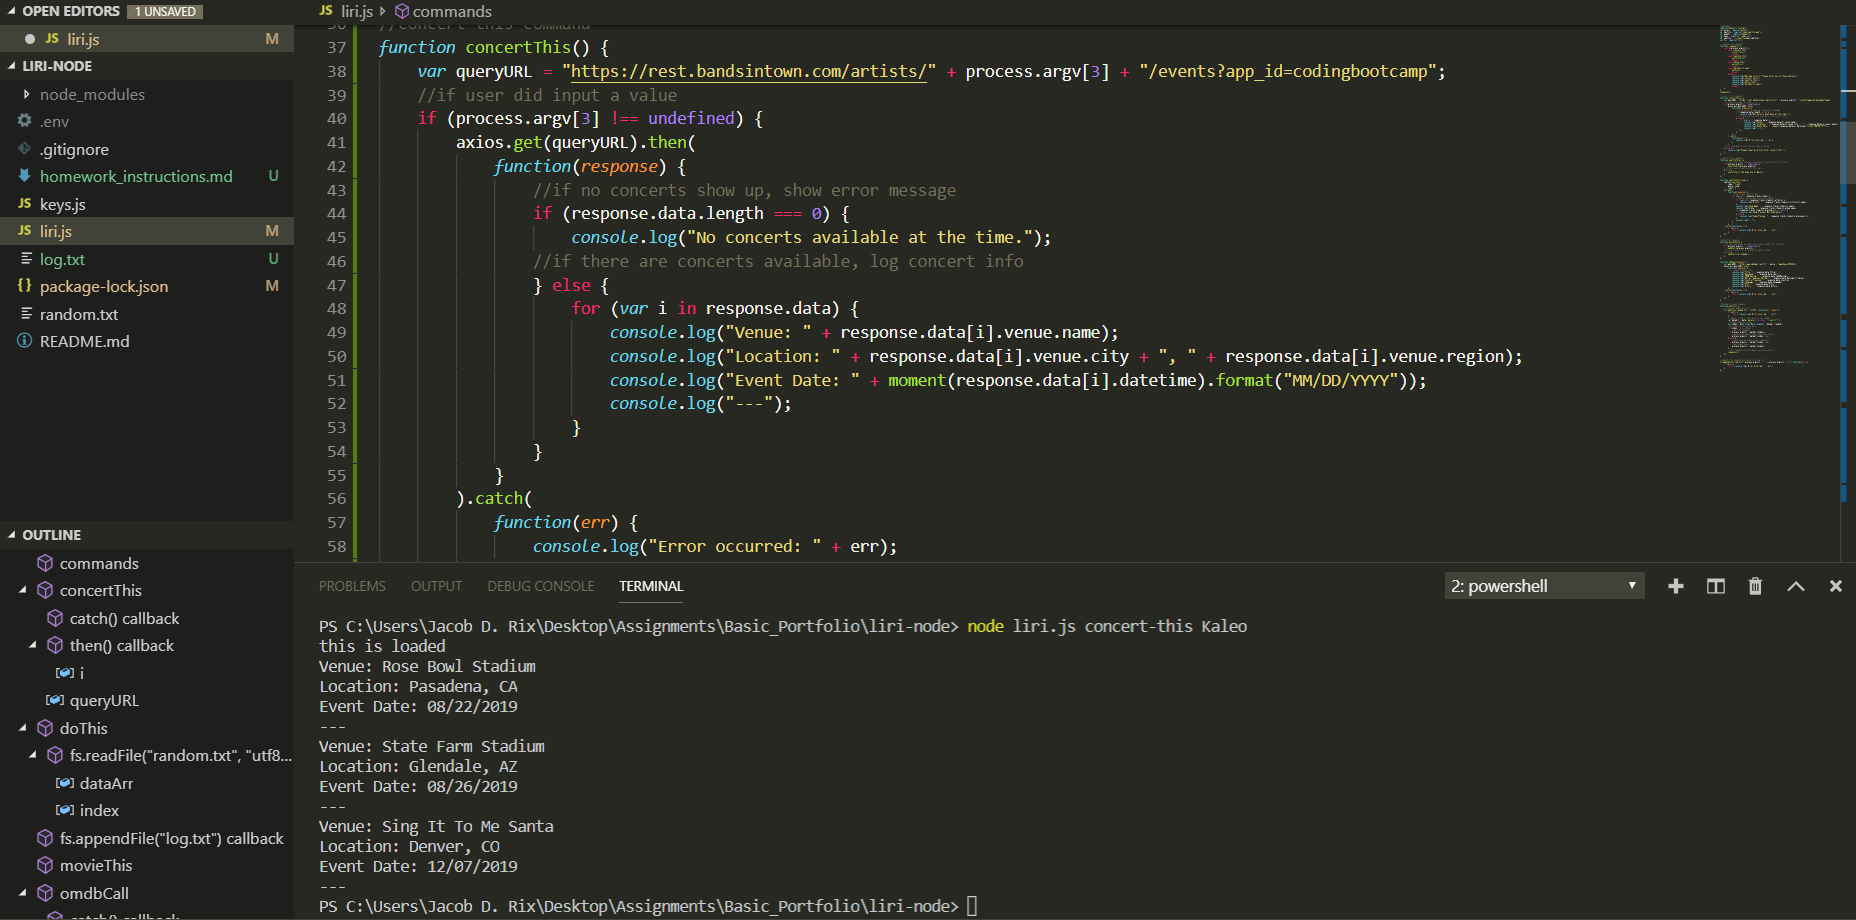 OPEN EDITORS 1 UNSAVED
JS liri.js M
LIRI-NODE
node_modules
.env
.gitignore
homework_instructions.md U
JS keys.js
JS liri.js M
log.txt U
{} package-lock.json M
random.txt
README.md
OUTLINE
commands
concertThis
catch() callback
then() callback
i
queryURL
doThis
fs.readFile("random.txt", "utf8...
dataArr
index
fs.appendFile("log.txt") callback
movieThis
omdbCall
catch() callback
JS liri.js commands
36 //concert-this command
37 function concertThis() {
38 var queryURL = "https://rest.bandsintown.com/artists/" + process.argv[3] + "/events?app_id=codingbootcamp";
39 //if user did input a value
40 if (process.argv[3] !== undefined) {
41 axios.get(queryURL).then(
42 function(response) {
43 //if no concerts show up, show error message
44 if (response.data.length === 0) {
45 console.log("No concerts available at the time.");
46 //if there are concerts available, log concert info
47 } else {
48 for (var i in response.data) {
49 console.log("Venue: " + response.data[i].venue.name);
50 console.log("Location: " + response.data[i].venue.city + ", " + response.data[i].venue.region);
51 console.log("Event Date: " + moment(response.data[i].datetime).format("MM/DD/YYYY"));
52 console.log("---");
53 }
54 }
55 }
56 ).catch(
57 function(err) {
58 console.log("Error occurred: " + err);
PROBLEMS OUTPUT DEBUG CONSOLE TERMINAL 2: powershell
PS C:\Users\Jacob D. Rix\Desktop\Assignments\Basic_Portfolio\liri-node> node liri.js concert-this Kaleo
this is loaded
Venue: Rose Bowl Stadium
Location: Pasadena, CA
Event Date: 08/22/2019
---
Venue: State Farm Stadium
Location: Glendale, AZ
Event Date: 08/26/2019
---
Venue: Sing It To Me Santa
Location: Denver, CO
Event Date: 12/07/2019
---
PS C:\Users\Jacob D. Rix\Desktop\Assignments\Basic_Portfolio\liri-node>